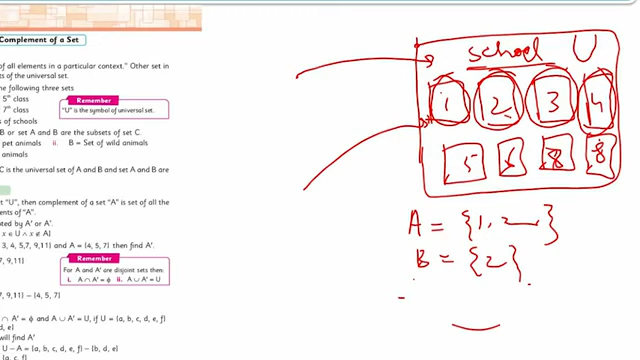 Complement of a Set
of all elements in a particular context." Other set in
ts of the universal set.
he following three sets
5th class
7th class
s of schools
Remember
"U" is the symbol of universal set.
B or set A and B are the subsets of set C.
pet animals ii. B = Set of wild animals
animals
C is the universal set of A and B and set A and B are
t "U", then complement of a set "A" is set of all the
ents of "A".
oted by A′ or
x ∈ U ∧ x ∉ A}
3, 4, 5,7, 9,11} and A = {4, 5, 7} then find A′.
7, 9, 11}
Remember
For A and A′ are disjoint sets then:
i. A ∩ A′ = ϕ ii. A ∪ A′ = U
7, 9, 11} − {4, 5, 7}
∩ A′ = ϕ and A ∪ A′ = U, if U = {a, b, c, d, e, f}
d, e}
will find A′
U − A = {a, b, c, d, e, f} − {b, d, e}
{a, c, f}
school U
1 2 3 4
5 6 8 8
A = {1, 2
B = {2}